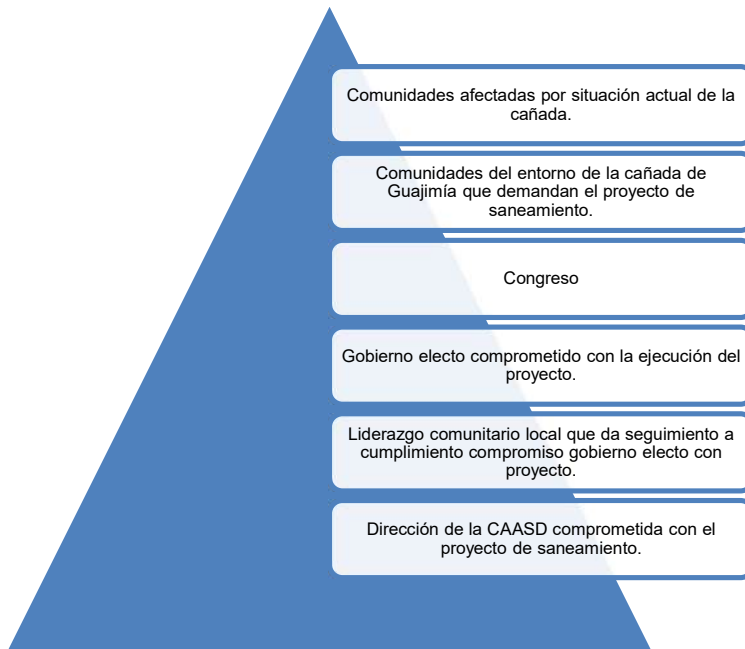 Comunidades afectadas por situación actual de la
cañada.
Comunidades del entorno de la cañada de
Guajimía que demandan el proyecto de
saneamiento.
Congreso
Gobierno electo comprometido con la ejecución del
proyecto.
Liderazgo comunitario local que da seguimiento a
cumplimiento compromiso gobierno electo con
proyecto.
Dirección de la CAASD comprometida con el
proyecto de saneamiento.